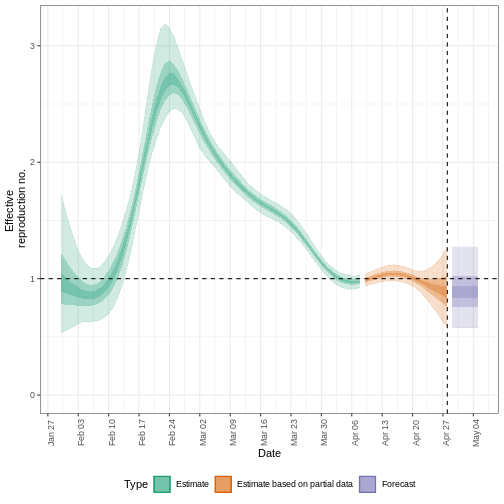 Effective
reproduction no.
3
2
1
0
Jan 27
Feb 03
Feb 10
Feb 17
Feb 24
Mar 02
Mar 09
Mar 16
Mar 23
Mar 30
Apr 06
Apr 13
Apr 20
Apr 27
May 04
Date
Type Estimate Estimate based on partial data Forecast